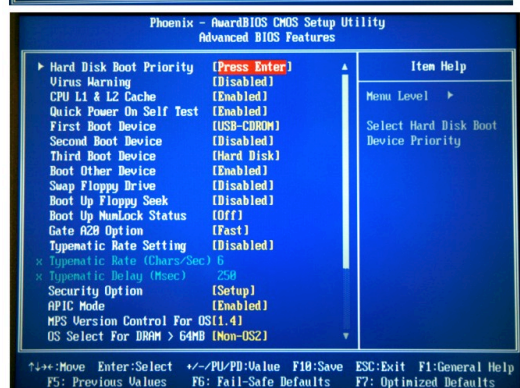 Phoenix - AwardBIOS CMOS Setup Utility
Advanced BIOS Features
▶ Hard Disk Boot Priority [Press Enter]
Virus Warning [Disabled]
CPU L1 & L2 Cache [Enabled]
Quick Power On Self Test [Enabled]
First Boot Device [USB-CDROM]
Second Boot Device [Disabled]
Third Boot Device [Hard Disk]
Boot Other Device [Enabled]
Swap Floppy Drive [Disabled]
Boot Up Floppy Seek [Disabled]
Boot Up NumLock Status [Off]
Gate A20 Option [Fast]
Typematic Rate Setting [Disabled]
x Typematic Rate (Chars/Sec) 6
x Typematic Delay (Msec) 250
Security Option [Setup]
APIC Mode [Enabled]
MPS Version Control For OS[1.4]
OS Select For DRAM > 64MB [Non-OS2]
Item Help
Menu Level ▶
Select Hard Disk Boot
Device Priority
↑↓→←:Move Enter:Select +/-/PU/PD:Value F10:Save ESC:Exit F1:General Help
F5: Previous Values F6: Fail-Safe Defaults F7: Optimized Defaults